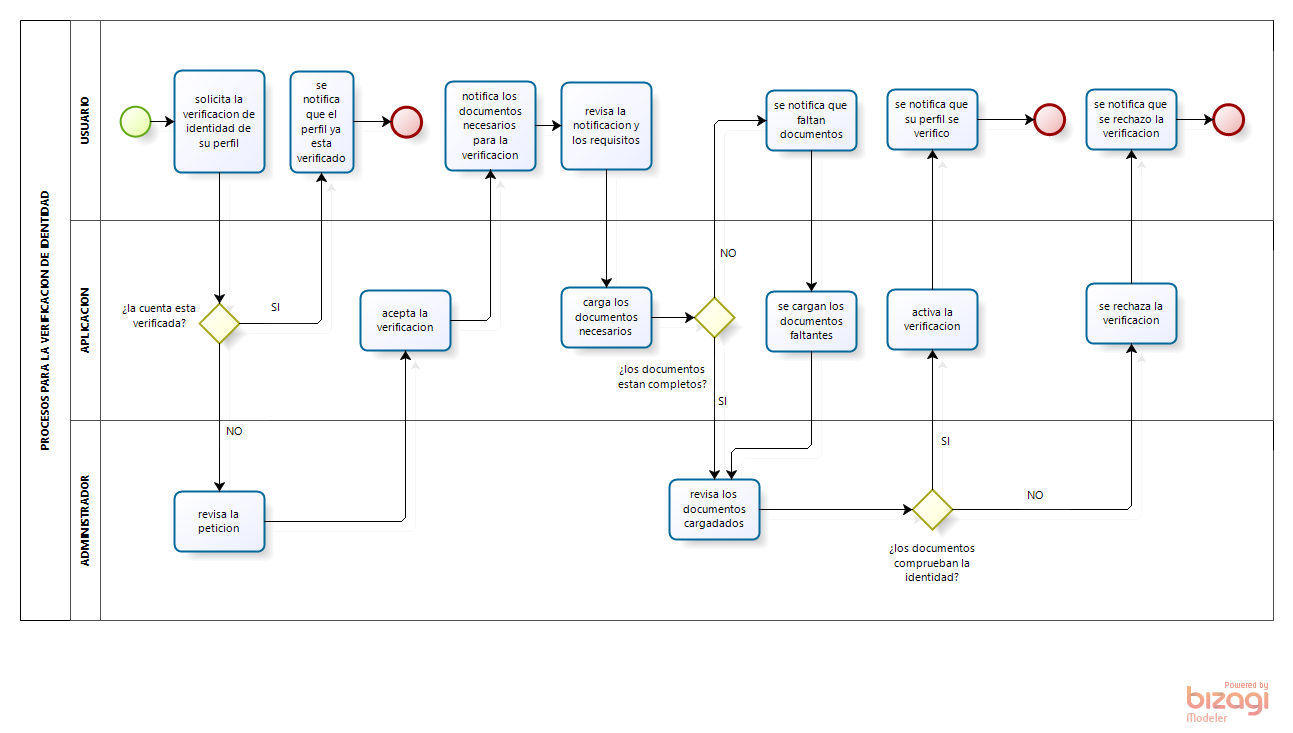 PROCESOS PARA LA VERIFICACION DE IDENTIDAD
USUARIO
solicita la
verificacion de
identidad de
su perfil
se
notifica
que el
perfil ya
esta
verificado
notifica los
documentos
necesarios
para la
verificacion
revisa la
notificacion y
los requisitos
se notifica que
faltan
documentos
se notifica que
su perfil se
verifico
se notifica que
se rechazo la
verificacion
APLICACION
¿la cuenta esta
verificada?
SI
NO
acepta la
verificacion
carga los
documentos
necesarios
¿los documentos
estan completos?
NO
SI
se cargan los
documentos
faltantes
activa la
verificacion
se rechaza la
verificacion
ADMINISTRADOR
revisa la
peticion
revisa los
documentos
cargadados
¿los documentos
comprueban la
identidad?
SI
NO
Powered by
bizagi
Modeler